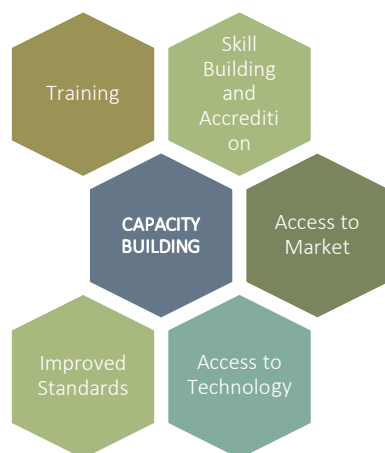 Training
Skill
Building
and
Accrediti
on
CAPACITY
BUILDING
Access to
Market
Improved
Standards
Access to
Technology